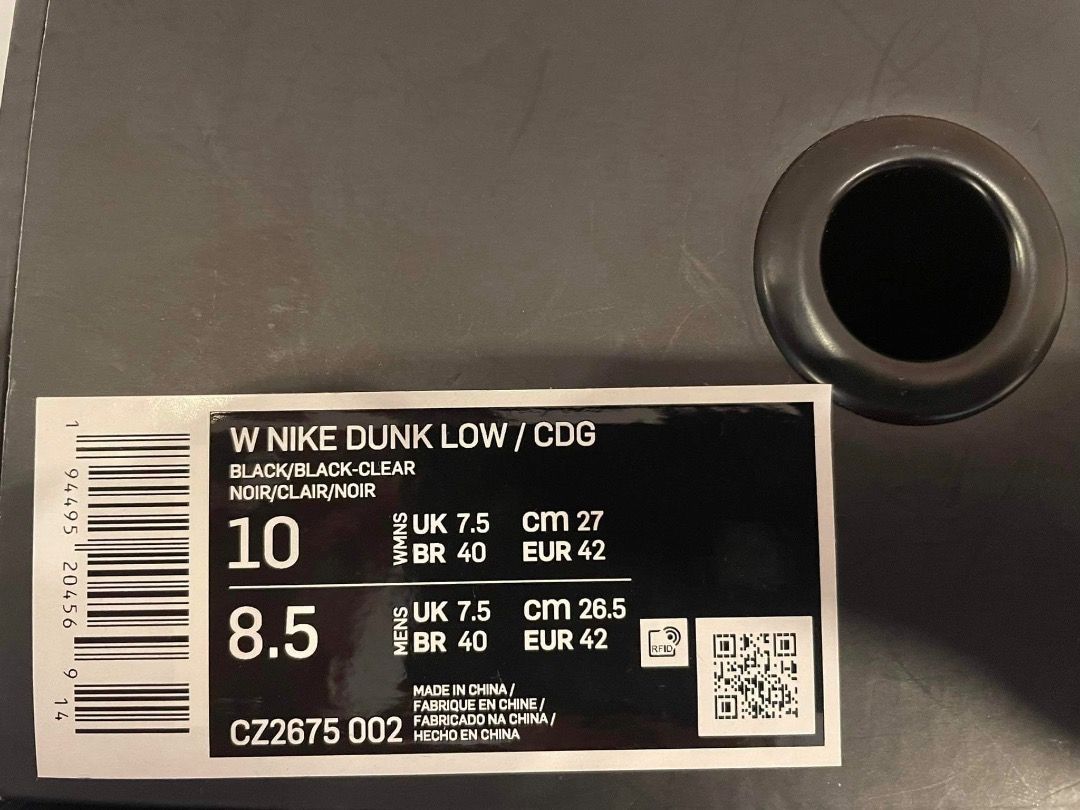 W NIKE DUNK LOW / CDG
BLACK/BLACK-CLEAR
NOIR/CLAIR/NOIR
10 WMNS UK 7.5 cm 27
BR 40 EUR 42
8.5 MENS UK 7.5 cm 26.5
BR 40 EUR 42
RFID
MADE IN CHINA /
FABRIQUE EN CHINE /
FABRICADO NA CHINA /
HECHO EN CHINA
CZ2675 002
1 94495 20456 9 14